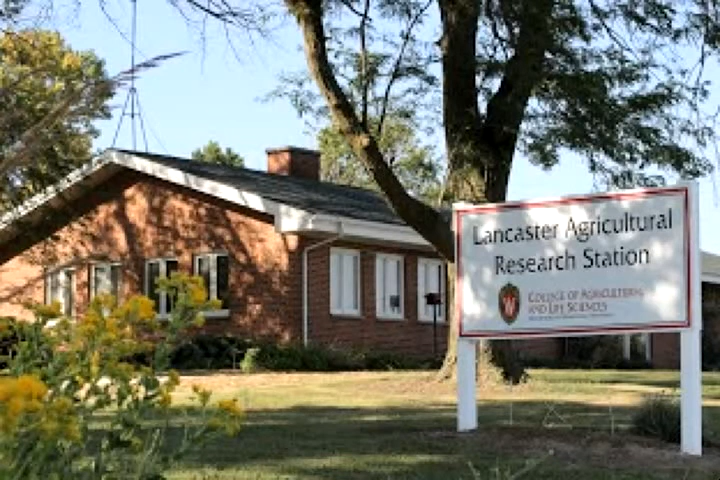 Lancaster Agricultural
Research Station
College of Agricultural
and Life Sciences